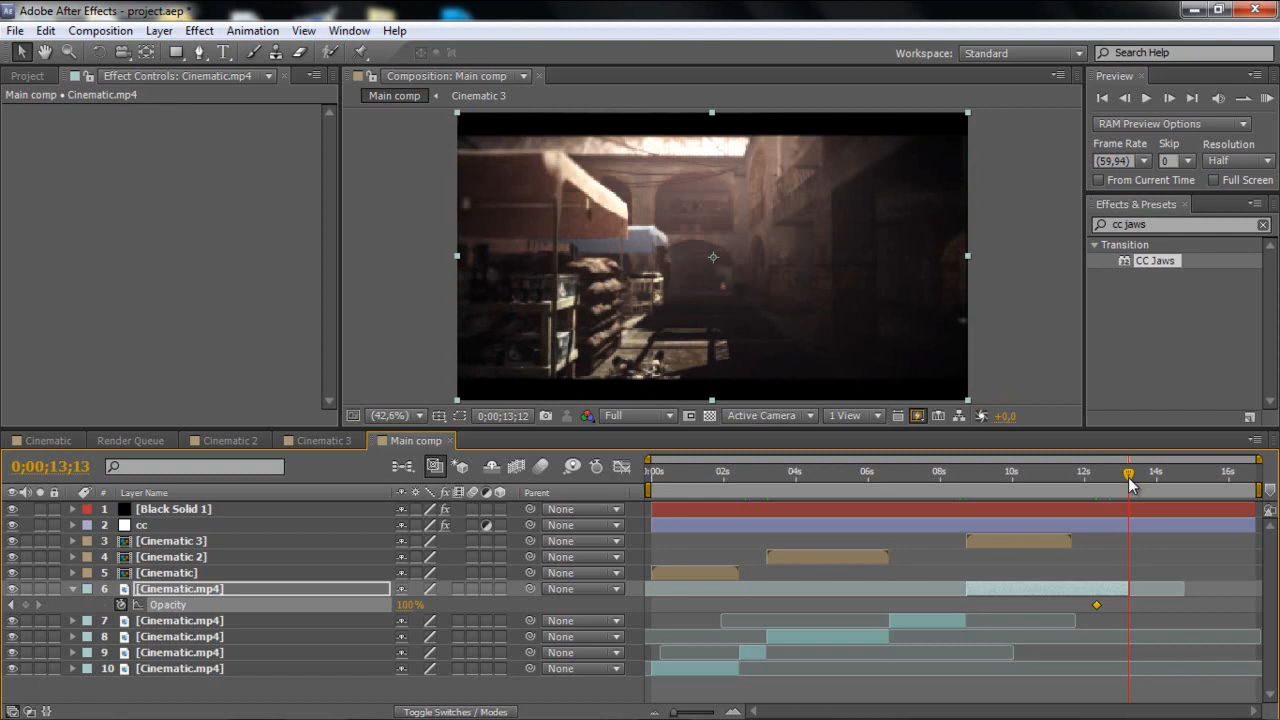 Adobe After Effects - project.aep *
File Edit Composition Layer Effect Animation View Window Help
Workspace: Standard Search Help
Project Effect Controls: Cinematic.mp4 Composition: Main comp Preview
Cinematic.mp4
Main comp • Cinematic.mp4
Main comp Cinematic 3
RAM Preview Options
Frame Rate Skip Resolution
(59,94) 0 Half
From Current Time Full Screen
Effects & Presets
cc jaws
Transition
CC Jaws
(42,6%) 0;00;13;12 Full Active Camera 1 View +0,0
Cinematic Render Queue Cinematic 2 Cinematic 3 Main comp
0;00;13;13 :00s 02s 04s 06s 08s 10s 12s 14s 16s
# Layer Name fx Parent
1 [Black Solid 1] fx None
2 cc fx None
3 [Cinematic 3] None
4 [Cinematic 2] None
5 [Cinematic] None
6 [Cinematic.mp4] None
Opacity 100%
7 [Cinematic.mp4] None
8 [Cinematic.mp4] None
9 [Cinematic.mp4] None
10 [Cinematic.mp4] None
Toggle Switches / Modes